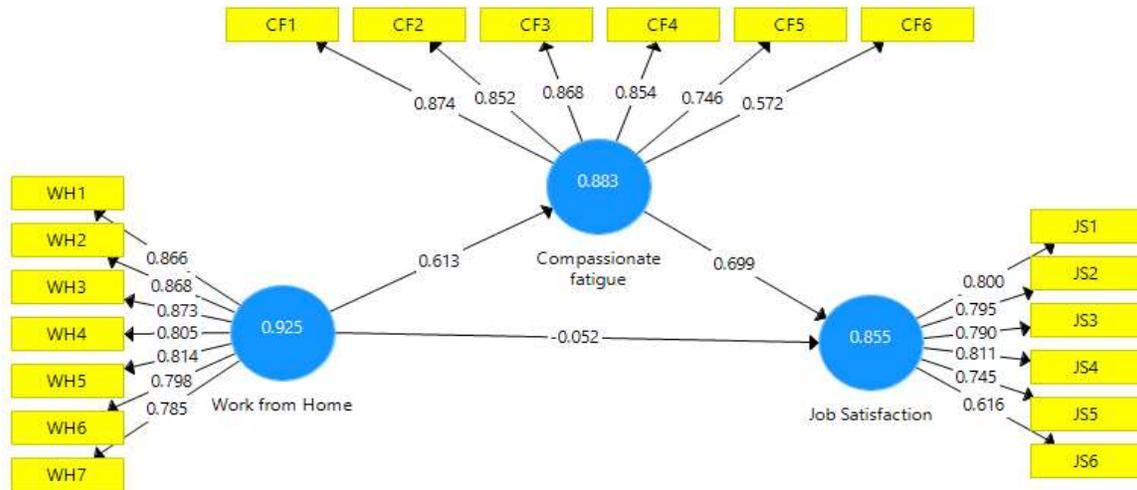 CF1
CF2
CF3
CF4
CF5
CF6
0.874
0.852
0.868
0.854
0.746
0.572
0.883
Compassionate
fatigue
WH1
WH2
WH3
WH4
WH5
WH6
WH7
0.866
0.868
0.873
0.805
0.814
0.798
0.785
0.925
Work from Home
0.613
0.699
-0.052
0.855
Job Satisfaction
0.800
0.795
0.790
0.811
0.745
0.616
JS1
JS2
JS3
JS4
JS5
JS6